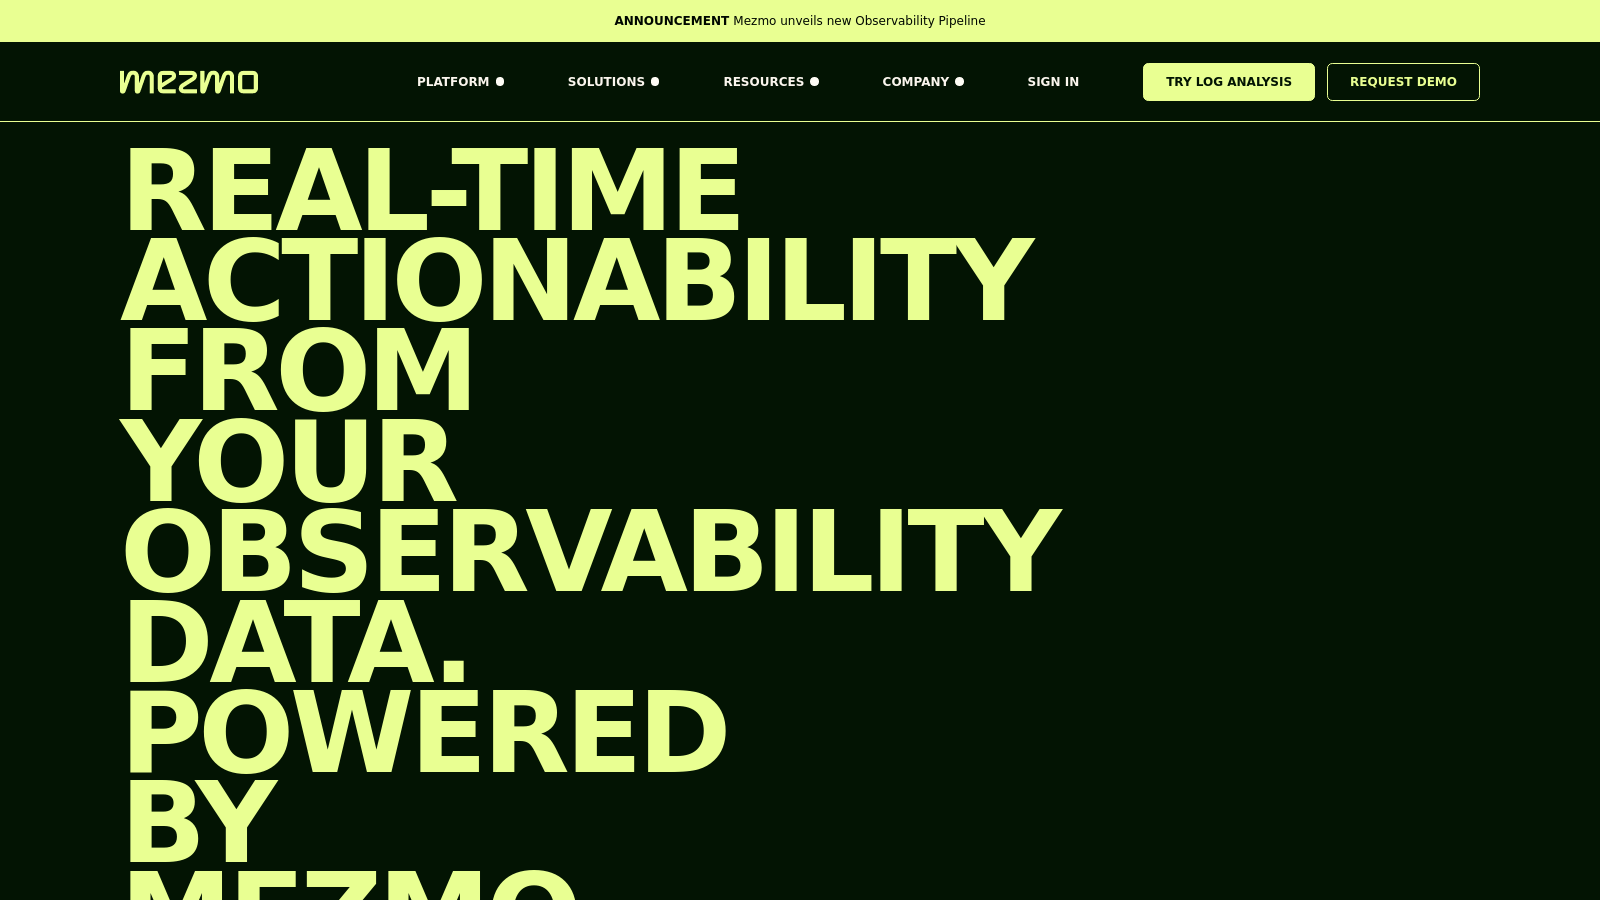 ANNOUNCEMENT Mezmo unveils new Observability Pipeline
mezmo
PLATFORM
SOLUTIONS
RESOURCES
COMPANY
SIGN IN
TRY LOG ANALYSIS
REQUEST DEMO
REAL-TIME
ACTIONABILITY
FROM
YOUR
OBSERVABILITY
DATA.
POWERED
BY
MEZMO